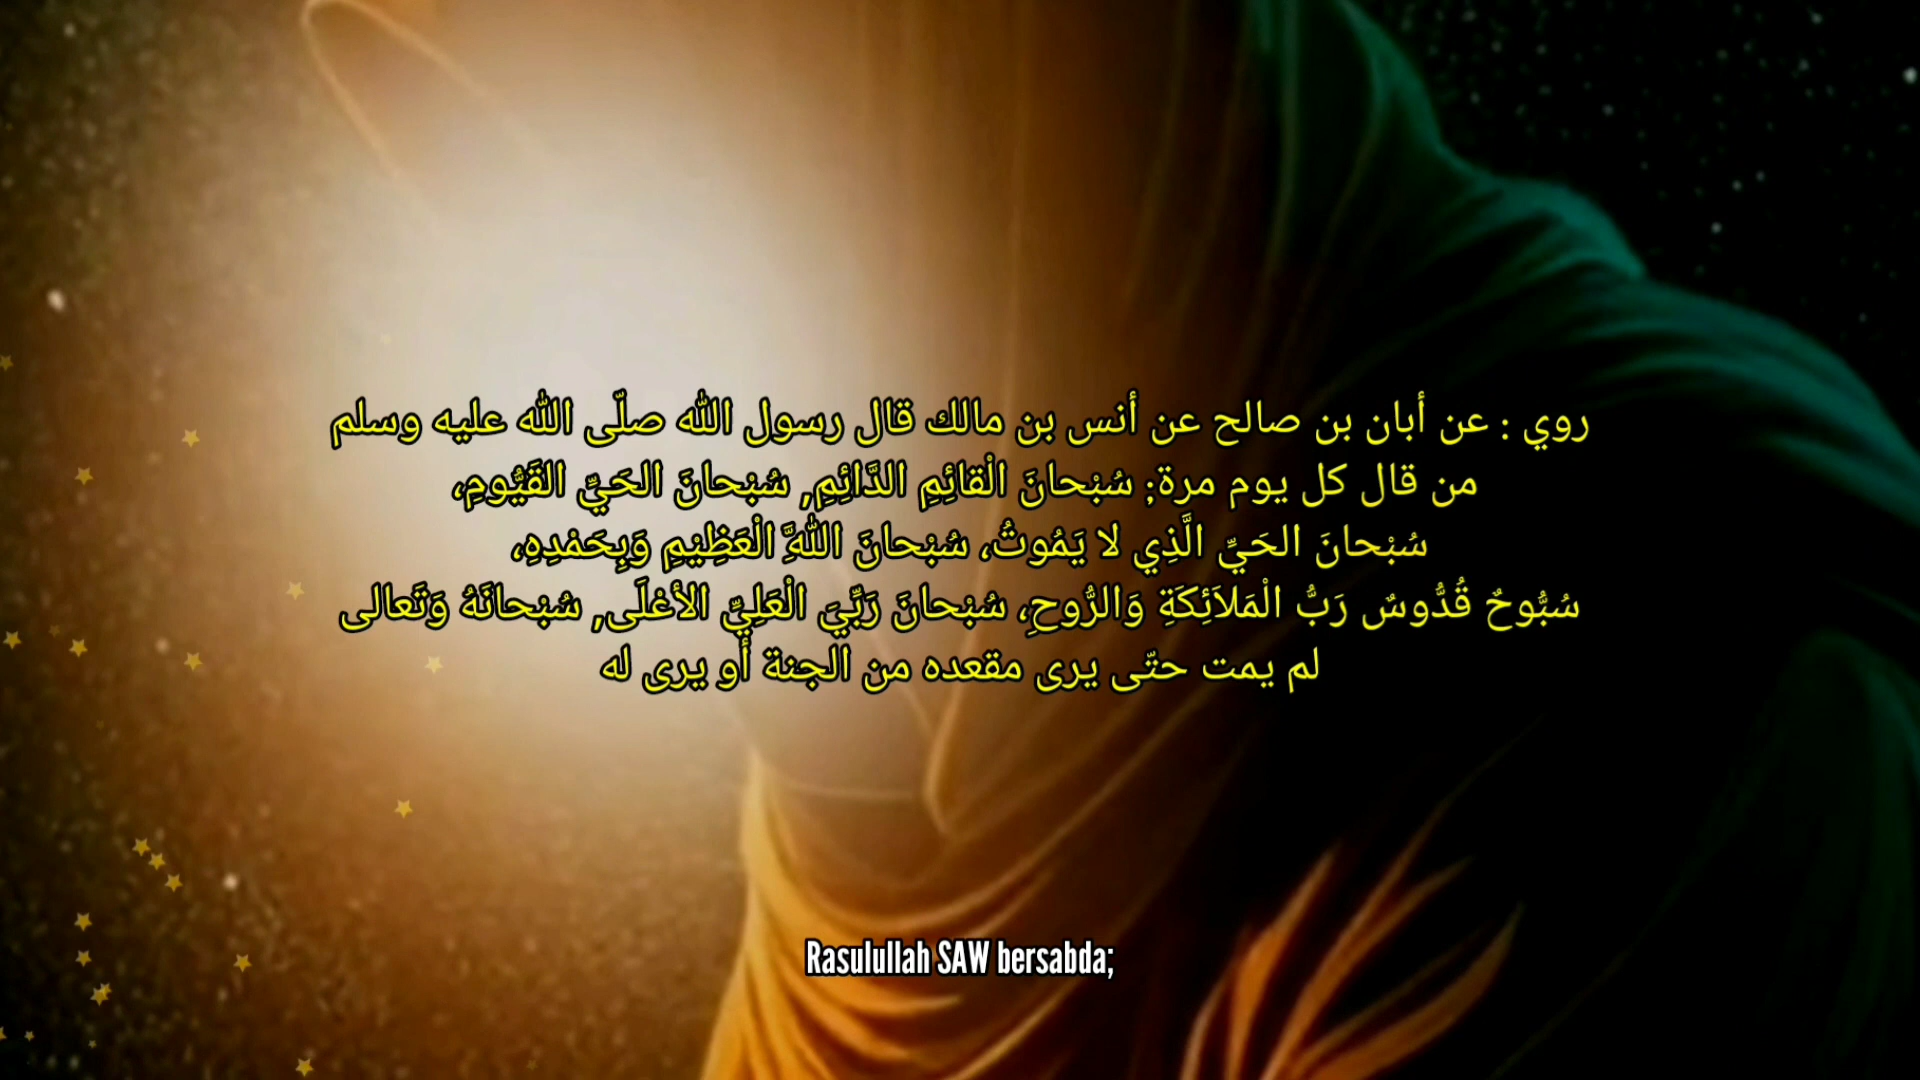 روي : عن أبان بن صالح عن أنس بن مالك قال رسول الله صلّى الله عليه وسلم
من قال كل يوم مرة; سُبْحانَ الْقائِمِ الدَّائِمِ, سُبْحانَ الحَيِّ القَيُّومِ،
سُبْحانَ الحَيِّ الَّذِي لا يَمُوتُ، سُبْحانَ اللهَِّ الْعَظِيْمِ وَبِحَمْدِهِ،
سُبُّوحٌ قُدُّوسٌ رَبُّ الْمَلاَئِكَةِ وَالرُّوحِ، سُبْحانَ رَبِّيَ الْعَلِيِّ الأعْلَى, سُبْحانَهُ وَتَعالى
لم يمت حتّى يرى مقعده من الجنة أو يرى له
Rasulullah SAW bersabda;